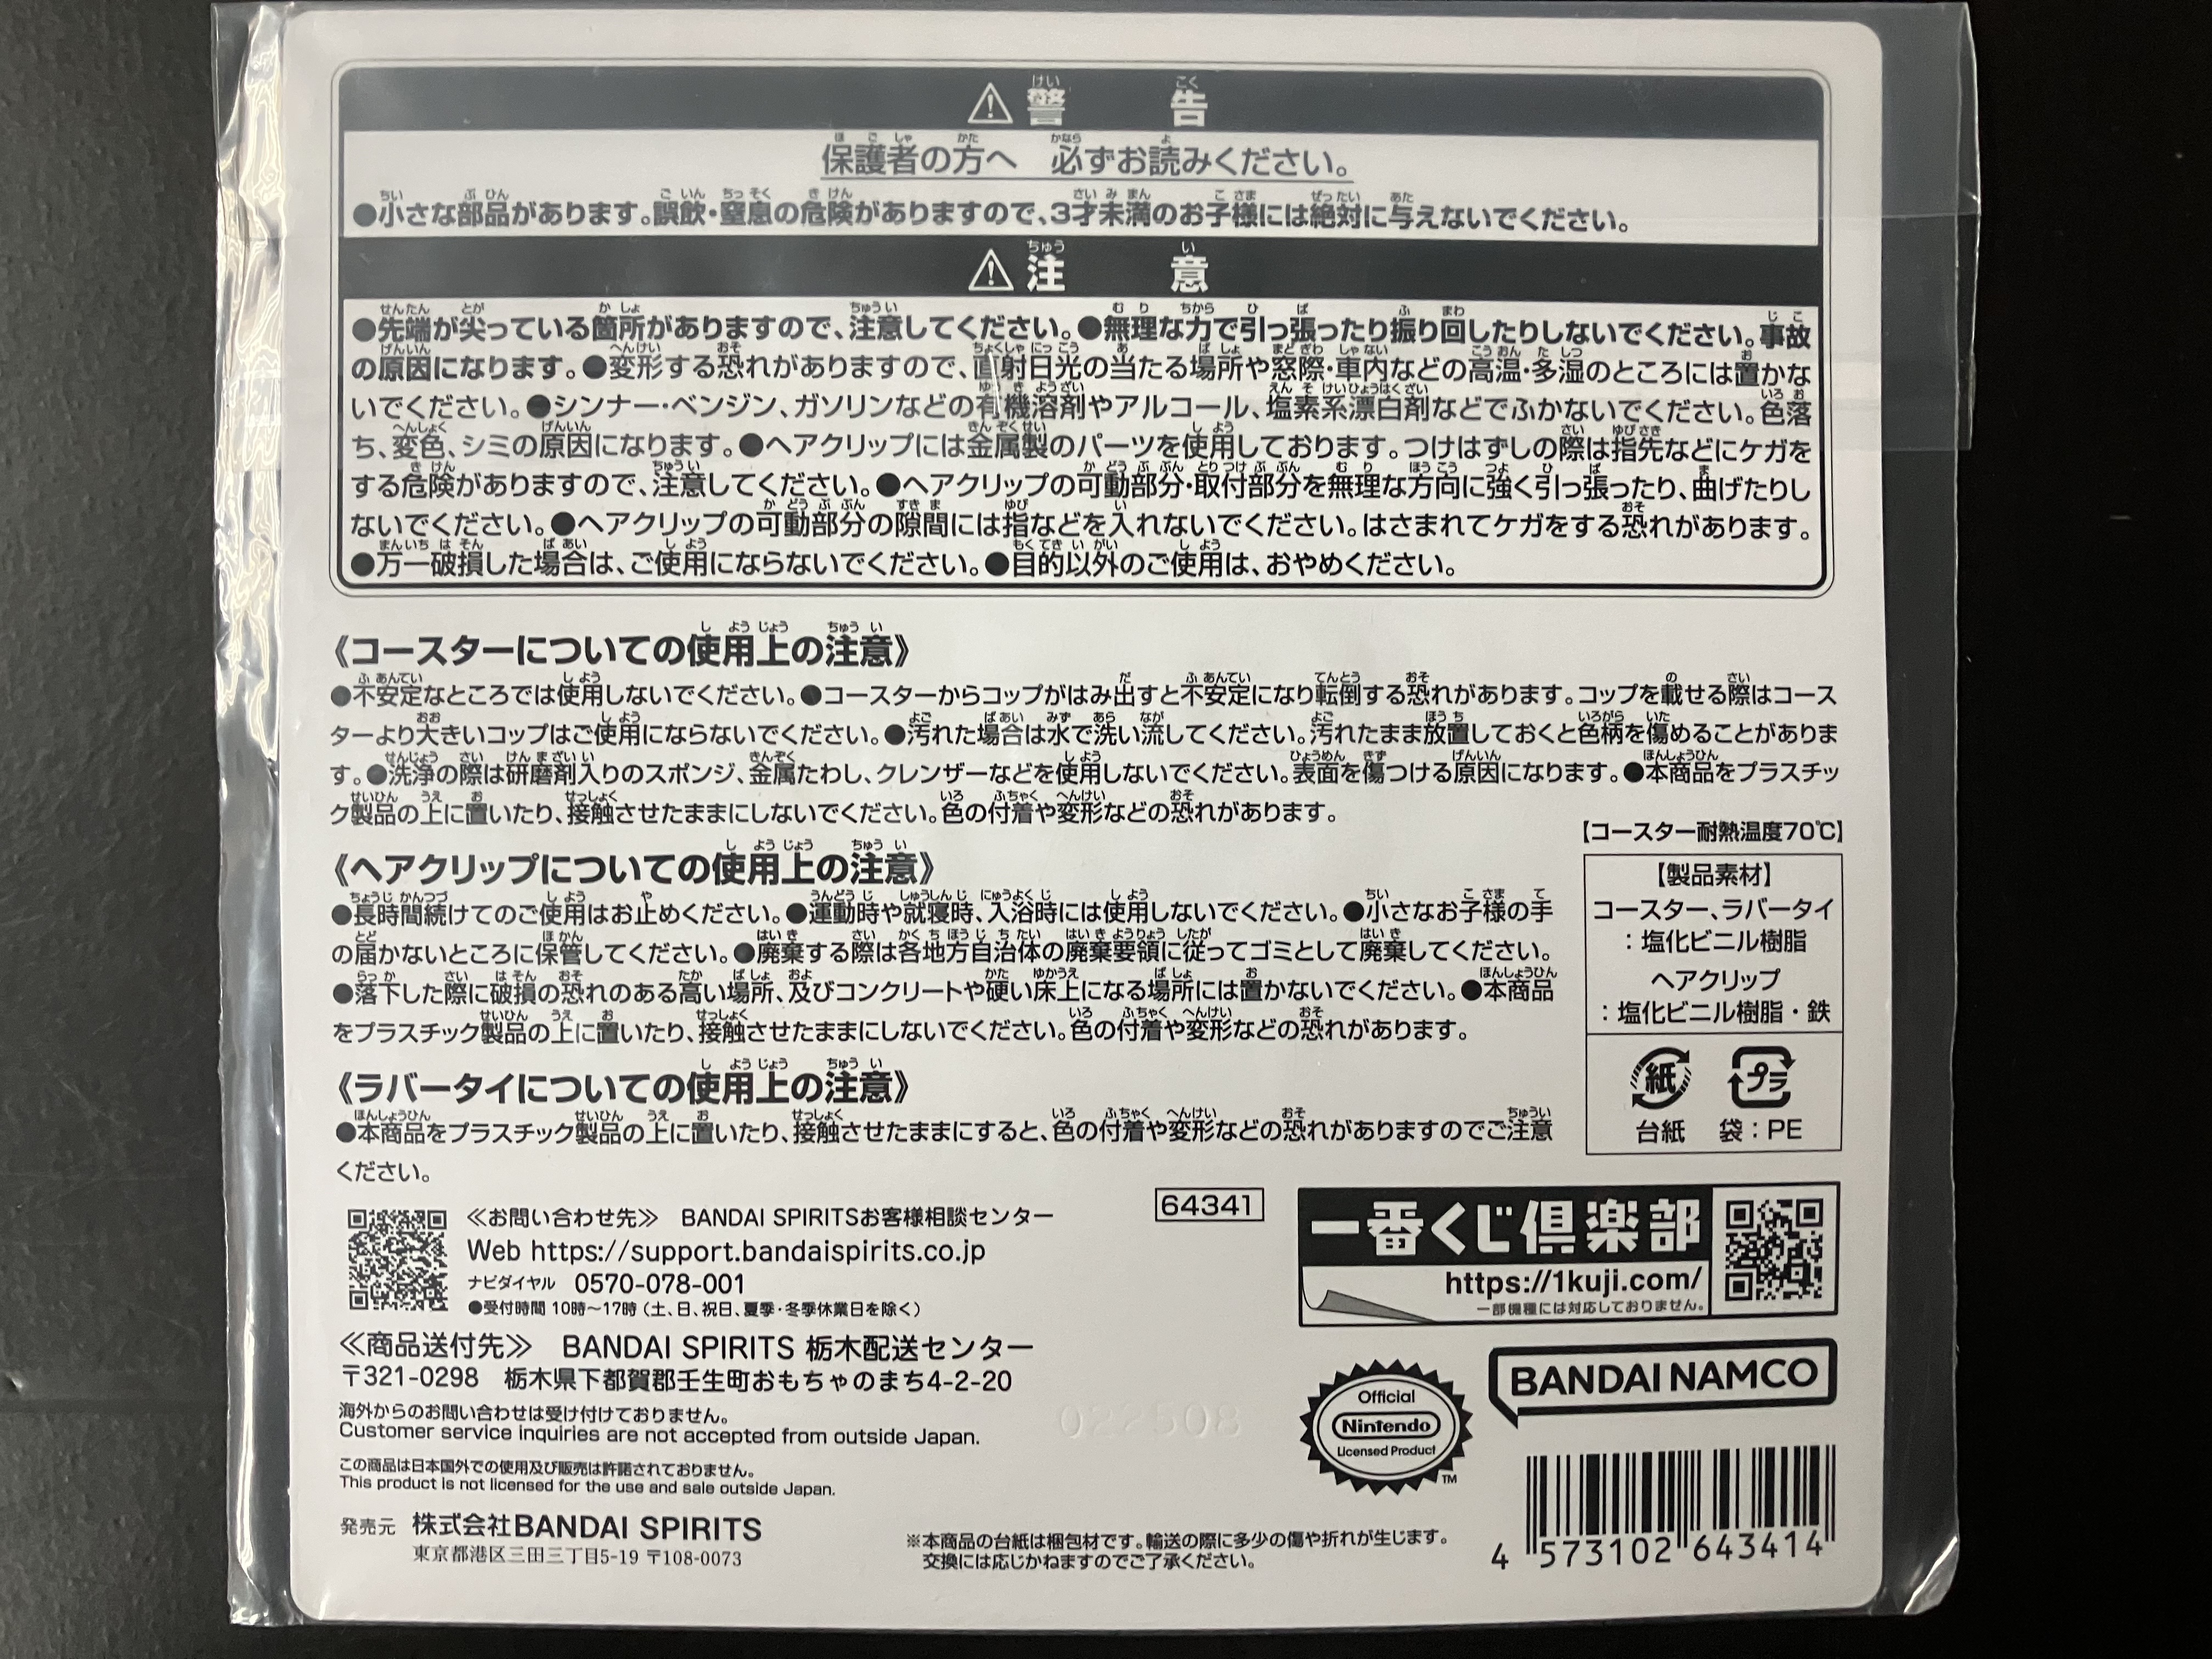 ⚠警告
保護者の方へ 必ずお読みください。
●小さな部品があります。誤飲・窒息の危険がありますので、3才未満のお子様には絶対に与えないでください。
⚠注意
●先端が尖っている箇所がありますので、注意してください。●無理な力で引っ張ったり振り回したりしないでください。事故
の原因になります。●変形する恐れがありますので、直射日光の当たる場所や窓際・車内などの高温・多湿のところには置かな
いでください。●シンナー・ベンジン、ガソリンなどの有機溶剤やアルコール、塩素系漂白剤などでふかないでください。色落
ち、変色、シミの原因になります。●ヘアクリップには金属製のパーツを使用しております。つけはずしの際は指先などにケガを
する危険がありますので、注意してください。●ヘアクリップの可動部分・取付部分を無理な方向に強く引っ張ったり、曲げたりし
ないでください。●ヘアクリップの可動部分の隙間には指などを入れないでください。はさまれてケガをする恐れがあります。
●万一破損した場合は、ご使用にならないでください。●目的以外のご使用は、おやめください。
《コースターについての使用上の注意》
●不安定なところでは使用しないでください。●コースターからコップがはみ出すと不安定になり転倒する恐れがあります。コップを載せる際はコース
ターより大きいコップはご使用にならないでください。●汚れた場合は水で洗い流してください。汚れたまま放置しておくと色柄を傷めることがありま
す。●洗浄の際は研磨剤入りのスポンジ、金属たわし、クレンザーなどを使用しないでください。表面を傷つける原因になります。●本商品をプラスチッ
ク製品の上に置いたり、接触させたままにしないでください。色の付着や変形などの恐れがあります。
《ヘアクリップについての使用上の注意》
●長時間続けてのご使用はお止めください。●運動時や就寝時、入浴時には使用しないでください。●小さなお子様の手
の届かないところに保管してください。●廃棄する際は各地方自治体の廃棄要領に従ってゴミとして廃棄してください。
●落下した際に破損の恐れのある高い場所、及びコンクリートや硬い床上になる場所には置かないでください。●本商品
をプラスチック製品の上に置いたり、接触させたままにしないでください。色の付着や変形などの恐れがあります。
《ラバータイについての使用上の注意》
●本商品をプラスチック製品の上に置いたり、接触させたままにすると、色の付着や変形などの恐れがありますのでご注意
ください。
【コースター耐熱温度70℃】
【製品素材】
コースター、ラバータイ
：塩化ビニル樹脂
ヘアクリップ
：塩化ビニル樹脂・鉄
紙 プラ
台紙 袋：PE
≪お問い合わせ先≫ BANDAI SPIRITSお客様相談センター
Web https://support.bandaispirits.co.jp
ナビダイヤル 0570-078-001
●受付時間 10時～17時（土、日、祝日、夏季・冬季休業日を除く）
64341
一番くじ倶楽部
https://1kuji.com/
一部機種には対応しておりません。
≪商品送付先≫ BANDAI SPIRITS 栃木配送センター
〒321-0298 栃木県下都賀郡壬生町おもちゃのまち4-2-20
海外からのお問い合わせは受け付けておりません。
Customer service inquiries are not accepted from outside Japan.
この商品は日本国外での使用及び販売は許諾されておりません。
This product is not licensed for the use and sale outside Japan.
発売元 株式会社BANDAI SPIRITS
東京都港区三田三丁目5-19 〒108-0073
※本商品の台紙は梱包材です。輸送の際に多少の傷や折れが生じます。
交換には応じかねますのでご了承ください。
Official
Nintendo
Licensed Product
TM
BANDAI NAMCO
4 573102 643414